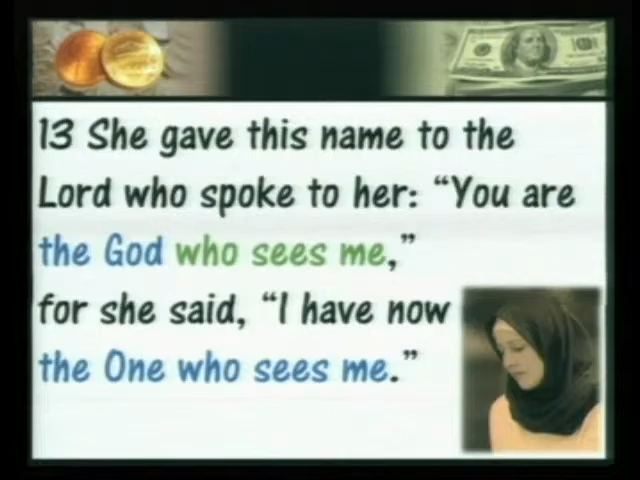 13 She gave this name to the
Lord who spoke to her: “You are
the God who sees me,”
for she said, “I have now
the One who sees me.”